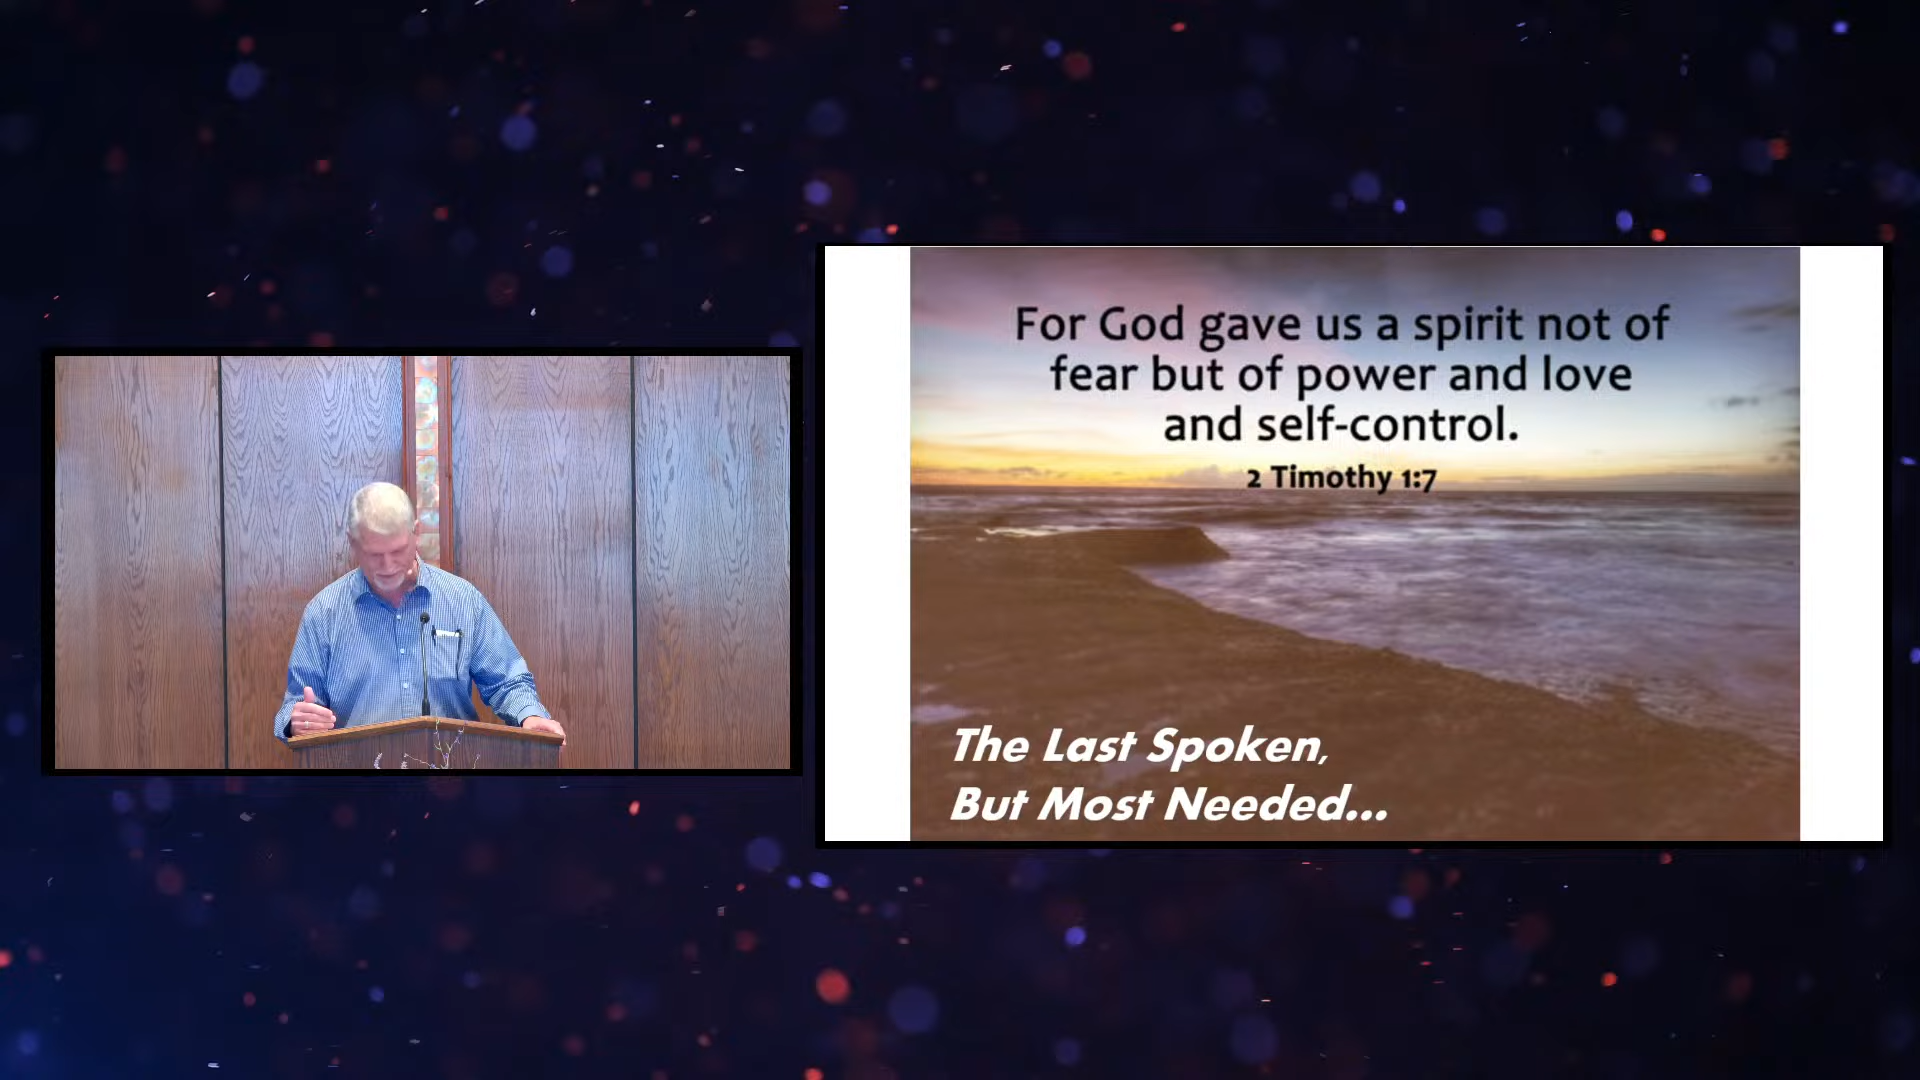 For God gave us a spirit not of
fear but of power and love
and self-control.
2 Timothy 1:7
The Last Spoken,
But Most Needed...